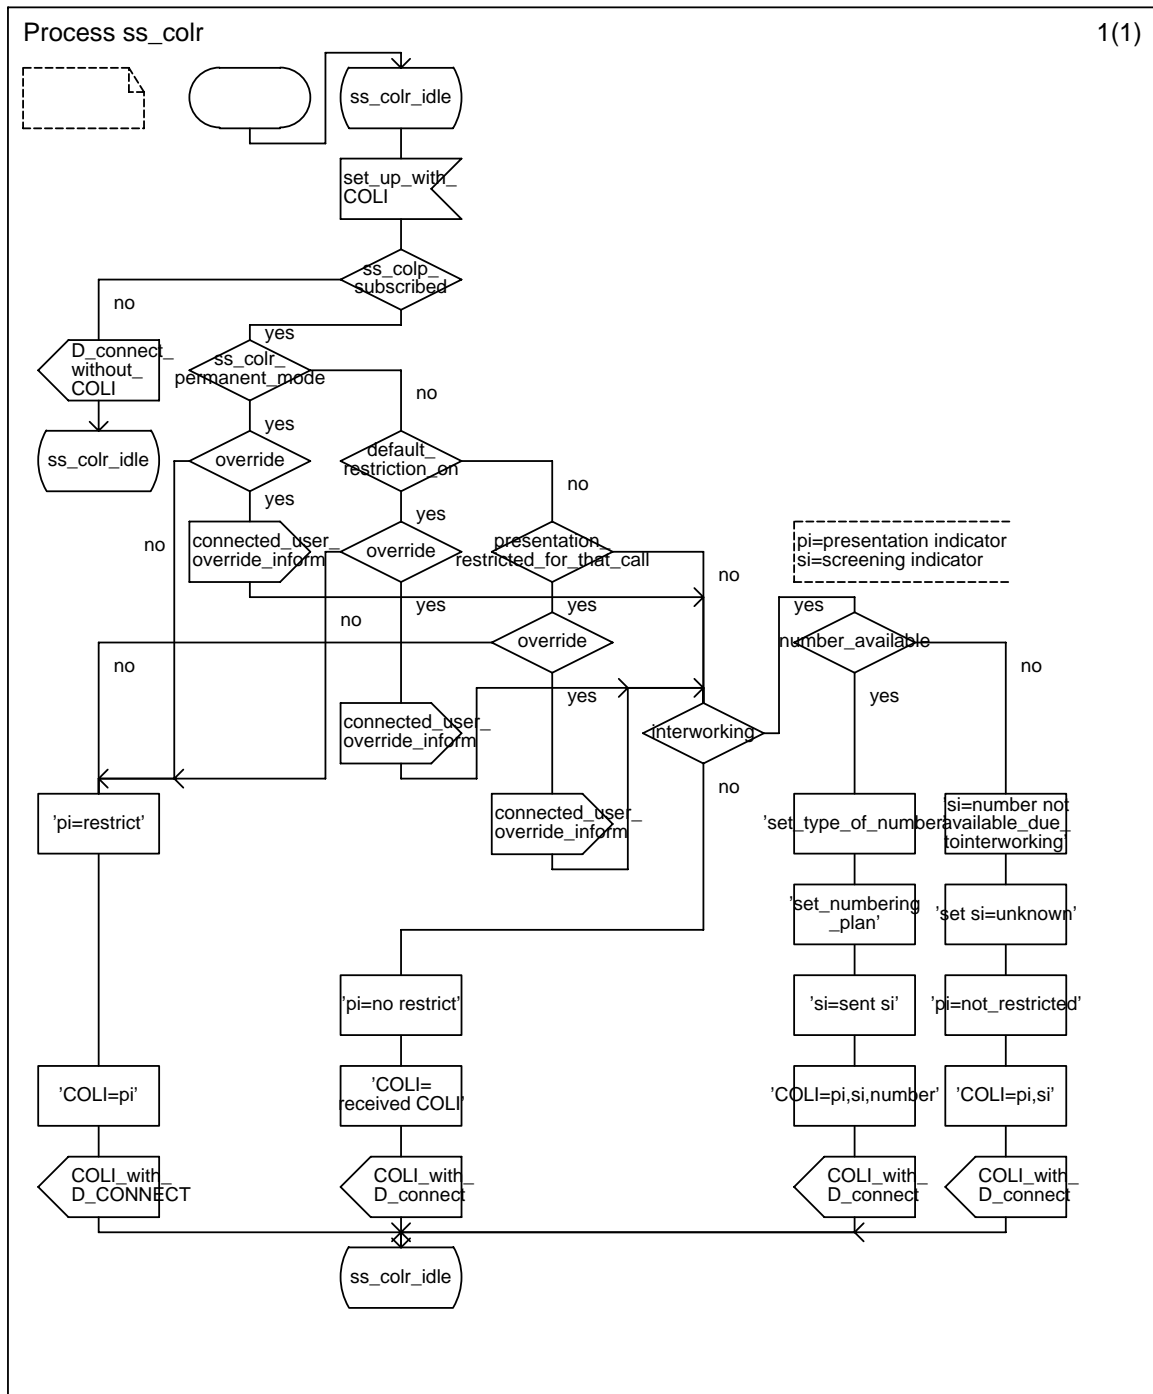 Process ss_colr
1(1)
ss_colr_idle
set_up_with_
COLI
ss_colp_
subscribed
no
yes
D_connect_
without_
COLI
ss_colr_
permanent_mode
no
yes
ss_colr_idle
override
default_
restriction_on
no
yes
yes
no
connected_user_
override_inform
override
presentation_
restricted_for_that_call
pi=presentation indicator
si=screening indicator
no
yes
yes
yes
no
override
number_available
no
no
yes
yes
connected_user_
override_inform
interworking
no
'pi=restrict'
connected_user_
override_inform
'set_type_of_number'
'si=number not
available_due_
tointerworking'
'set_numbering
_plan'
'set si=unknown'
'pi=no restrict'
'si=sent si'
'pi=not_restricted'
'COLI=pi'
'COLI=
received COLI'
'COLI=pi,si,number'
'COLI=pi,si'
COLI_with_
D_CONNECT
COLI_with_
D_connect
COLI_with_
D_connect
COLI_with_
D_connect
ss_colr_idle